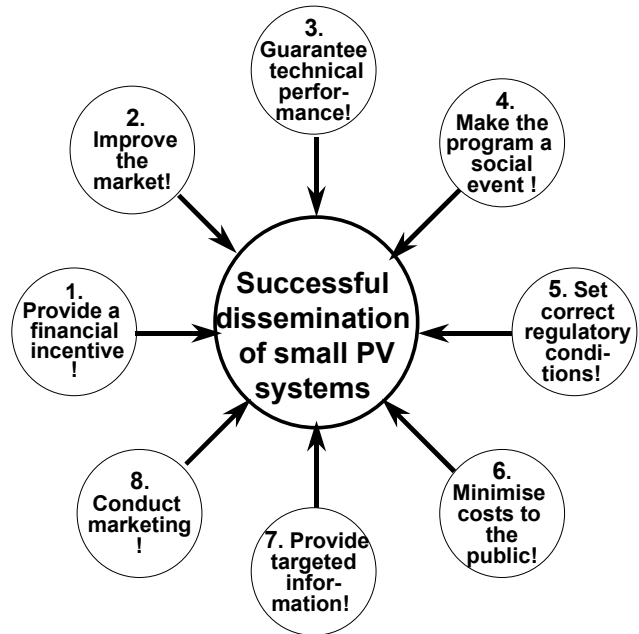 1.
Provide a
financial
incentive
!
2.
Improve
the
market!
3.
Guarantee
technical
perfor-
mance!
4.
Make the
program a
social
event !
5. Set
correct
regulatory
condi-
tions!
6.
Minimise
costs to
the
public!
7. Provide
targeted
infor-
mation!
8.
Conduct
marketing
!
Successful
dissemination
of small PV
systems